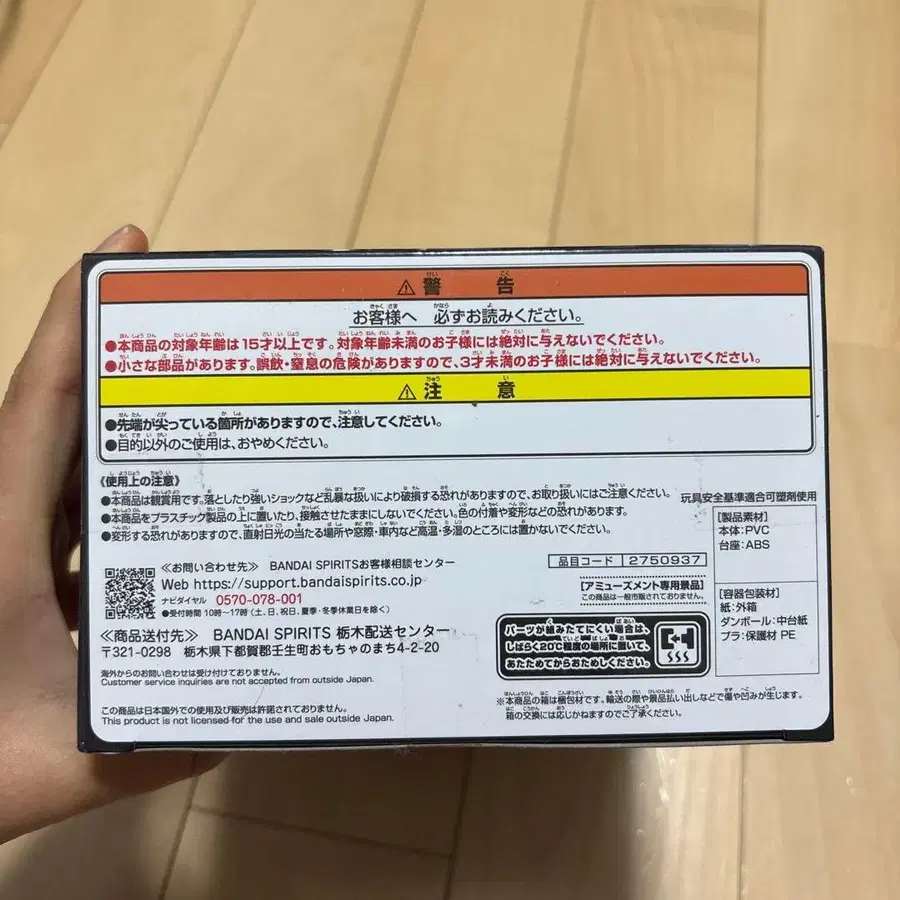 ⚠警告
お客様へ 必ずお読みください。
●本商品の対象年齢は15才以上です。対象年齢未満のお子様には絶対に与えないでください。
●小さな部品があります。誤飲・窒息の危険がありますので、3才未満のお子様には絶対に与えないでください。
⚠注意
●先端が尖っている箇所がありますので、注意してください。
●目的以外のご使用は、おやめください。
《使用上の注意》
●本商品は観賞用です。落としたり強いショックなど乱暴な扱いにより破損する恐れがありますので、お取り扱いにはご注意ください。
●本商品をプラスチック製品の上に置いたり、接触させたままにしないでください。色の付着や変形などの恐れがあります。
●変形する恐れがありますので、直射日光の当たる場所や窓際・車内など高温・多湿のところには置かないでください。
玩具安全基準適合可塑剤使用
[製品素材]
本体:PVC
台座:ABS
[容器包装材]
紙:外箱
ダンボール:中台紙
プラ:保護材 PE
≪お問い合わせ先≫ BANDAI SPIRITSお客様相談センター
Web https://support.bandaispirits.co.jp
ナビダイヤル 0570-078-001
●受付時間 10時〜17時(土、日、祝日、夏季・冬季休業日を除く)
≪商品送付先≫ BANDAI SPIRITS 栃木配送センター
〒321-0298 栃木県下都賀郡壬生町おもちゃのまち4-2-20
海外からのお問い合わせは受け付けておりません。
Customer service inquiries are not accepted from outside Japan.
この商品は日本国外での使用及び販売は許諾されておりません。
This product is not licensed for the use and sale outside Japan.
品目コード 2750937
[アミューズメント専用景品]
この商品は一般市販されておりません。
パーツが組みたてにくい場合は、
しばらく20℃程度の場所に置いて、
あたためてからおためしください。
※本商品の箱は梱包材です。輸送の際や景品払い出しなどで傷や凹みが生じます。
箱の交換には応じかねますのでご了承ください。